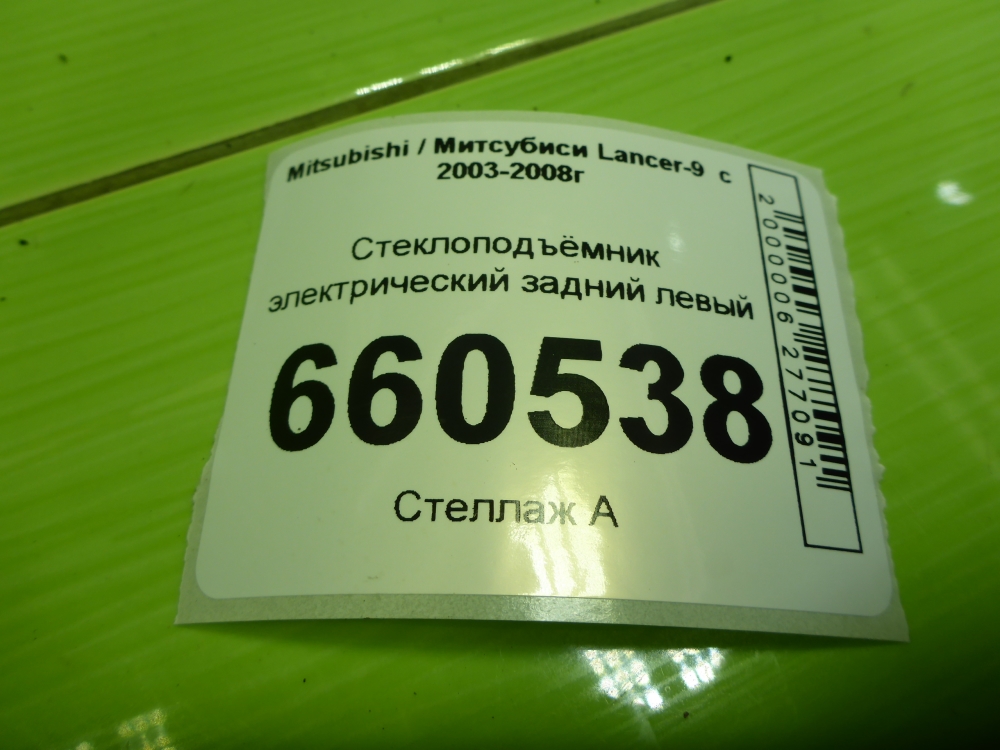 Mitsubishi / Митсубиси Lancer-9 с
2003-2008г
Стеклоподъёмник
электрический задний левый
660538
Стеллаж А
2000006277091